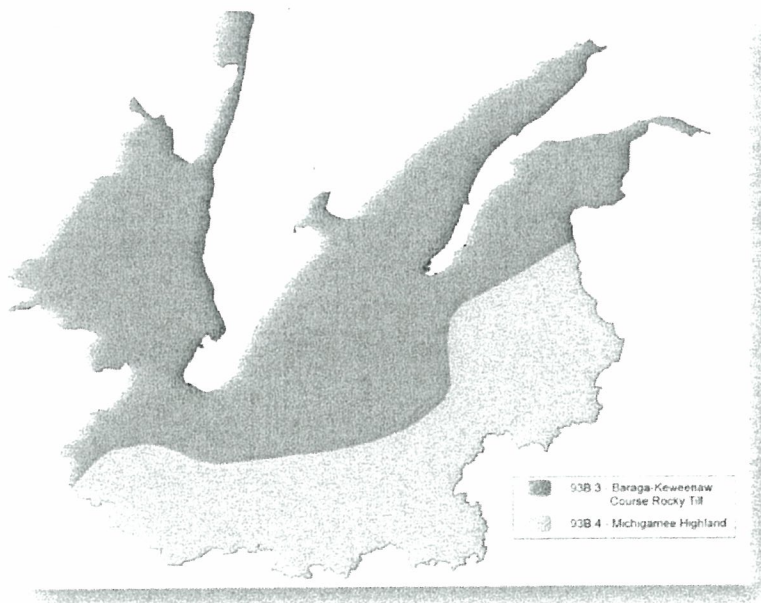 93B 3 - Baraga-Keweenaw
Course Rocky Till
93B 4 - Michigamee Highland